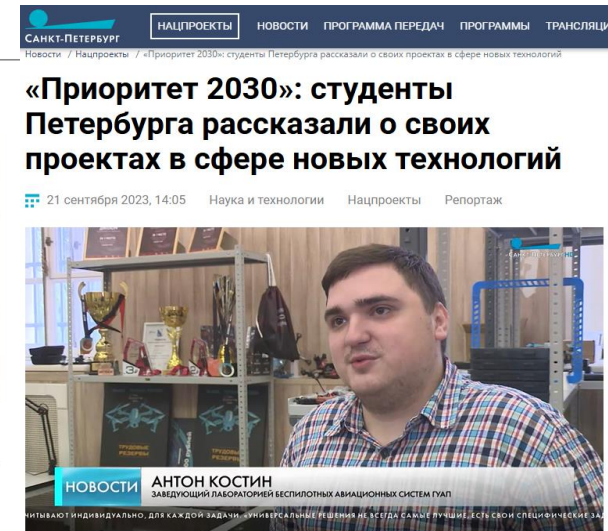 САНКТ-ПЕТЕРБУРГ
НАЦПРОЕКТЫ НОВОСТИ ПРОГРАММА ПЕРЕДАЧ ПРОГРАММЫ ТРАНСЛЯЦИ
Новости / Нацпроекты / «Приоритет 2030»: студенты Петербурга рассказали о своих проектах в сфере новых технологий
«Приоритет 2030»: студенты
Петербурга рассказали о своих
проектах в сфере новых технологий
21 сентября 2023, 14:05 Наука и технологии Нацпроекты Репортаж
ТРУДОВЫЕ
РЕЗЕРВЫ
ТРУДОВЫЕ
РЕЗЕРВЫ
НОВОСТИ
АНТОН КОСТИН
ЗАВЕДУЮЩИЙ ЛАБОРАТОРИЕЙ БЕСПИЛОТНЫХ АВИАЦИОННЫХ СИСТЕМ ГУАП
ЧИТЫВАЮТ ИНДИВИДУАЛЬНО, ДЛЯ КАЖДОЙ ЗАДАЧИ. «УНИВЕРСАЛЬНЫЕ РЕШЕНИЯ НЕ ВСЕГДА САМЫЕ ЛУЧШИЕ, ЕСТЬ СВОИ СПЕЦИФИЧЕСКИЕ ЗА